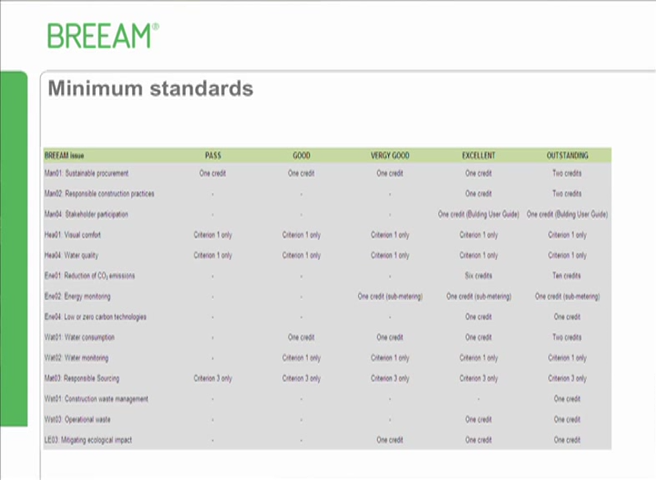 BREEAM®
Minimum standards
BREEAM issue PASS GOOD VERGY GOOD EXCELLENT OUTSTANDING
Man01: Sustainable procurement One credit One credit One credit One credit Two credits
Man02: Responsible construction practices - - - One credit Two credits
Man04: Stakeholder participation - - - One credit (Bulding User Guide) One credit (Bulding User Guide)
Hea01: Visual comfort Criterion 1 only Criterion 1 only Criterion 1 only Criterion 1 only Criterion 1 only
Hea04: Water quality Criterion 1 only Criterion 1 only Criterion 1 only Criterion 1 only Criterion 1 only
Ene01: Reduction of CO₂ emissions - - - Six credits Ten credits
Ene02: Energy monitoring - - One credit (sub-metering) One credit (sub-metering) One credit (sub-metering)
Ene04: Low or zero carbon technologies - - - One credit One credit
Wat01: Water consumption - One credit One credit One credit Two credits
Wat02: Water monitoring - Criterion 1 only Criterion 1 only Criterion 1 only Criterion 1 only
Mat03: Responsible Sourcing Criterion 3 only Criterion 3 only Criterion 3 only Criterion 3 only Criterion 3 only
Wst01: Construction waste management - - - - One credit
Wst03: Operational waste - - - One credit One credit
LE03: Mitigating ecological impact - - One credit One credit One credit